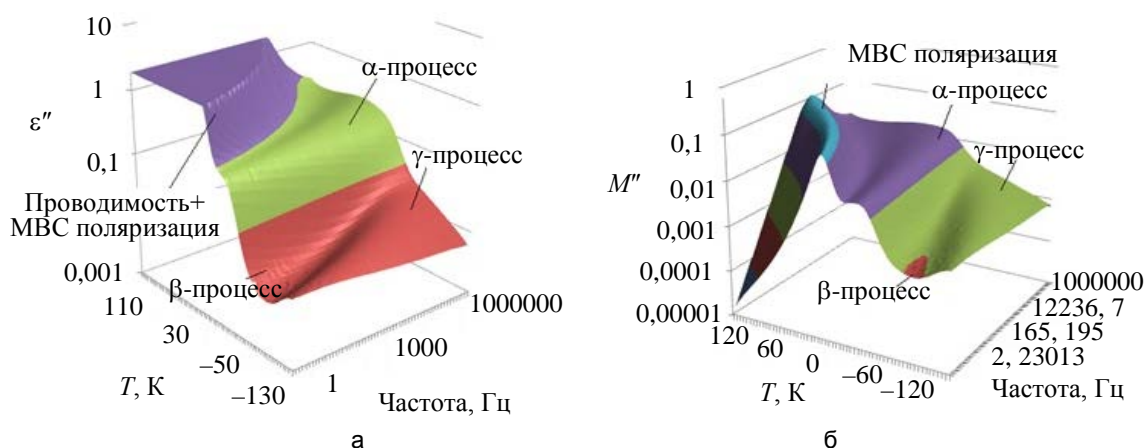 10
1
ε″
0,1
0,001
α-процесс
γ-процесс
Проводимость+
МВС поляризация
β-процесс
110
30
–50
–130
T, К
1
1000
1000000
Частота, Гц
а
МВС поляризация
1
α-процесс
0,1
γ-процесс
M″
0,01
0,001
0,0001
0,00001
β-процесс
120
60
0
–60
–120
T, К
1000000
12236, 7
165, 195
2, 23013
Частота, Гц
б